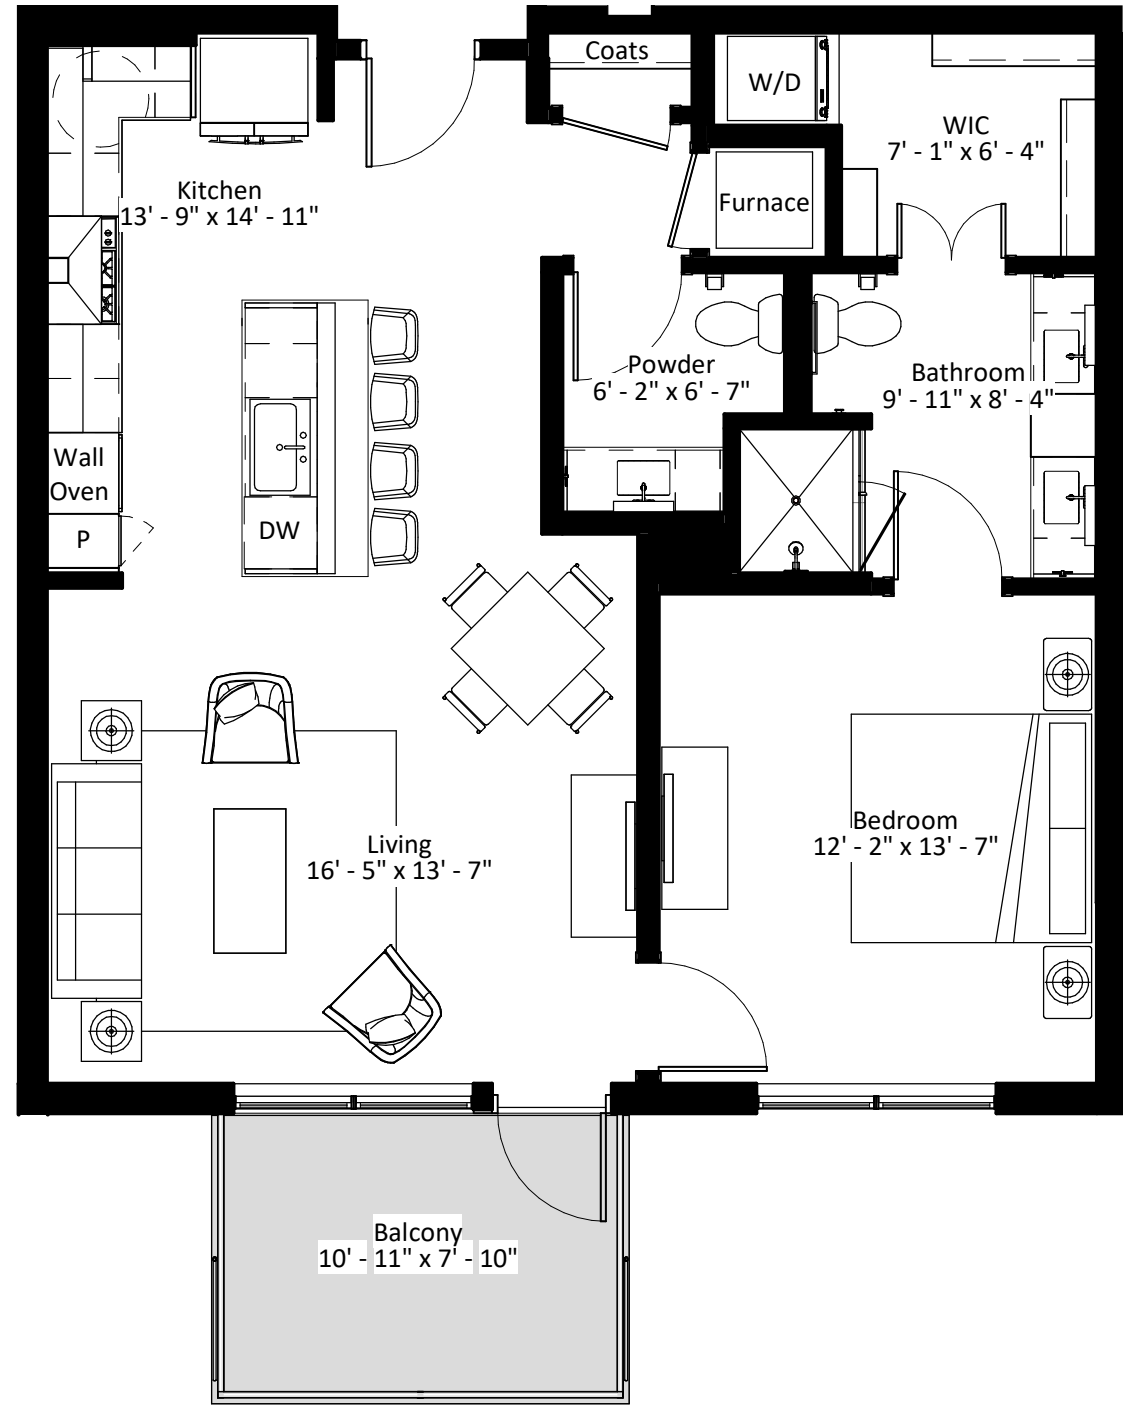 Coats
W/D
WIC
7' - 1" x 6' - 4"
Kitchen
13' - 9" x 14' - 11"
Furnace
Powder
6' - 2" x 6' - 7"
Bathroom
9' - 11" x 8' - 4"
Wall
Oven
P
DW
Living
16' - 5" x 13' - 7"
Bedroom
12' - 2" x 13' - 7"
Balcony
10' - 11" x 7' - 10"